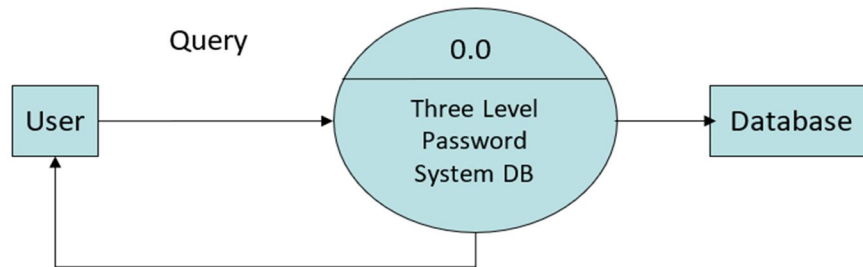 Query
0.0
User
Three Level
Password
System DB
Database